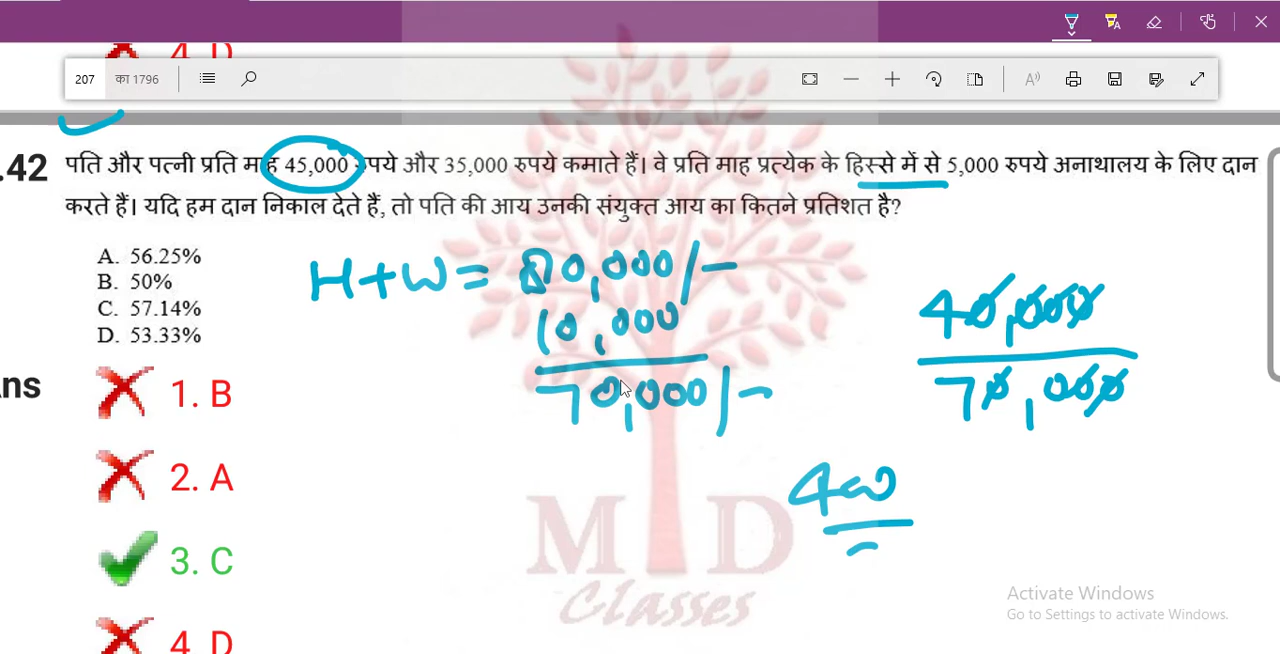 4. D
207 का 1796
.42 पति और पत्नी प्रति माह 45,000 रुपये और 35,000 रुपये कमाते हैं। वे प्रति माह प्रत्येक के हिस्से में से 5,000 रुपये अनाथालय के लिए दान
करते हैं। यदि हम दान निकाल देते हैं, तो पति की आय उनकी संयुक्त आय का कितने प्रतिशत है?
A. 56.25%
B. 50%
C. 57.14%
D. 53.33%
H+W = 80,000/-
10,000
70,000/-
40,000
70,000
400
Ans
1. B
2. A
3. C
4. D
M D
Classes
Activate Windows
Go to Settings to activate Windows.